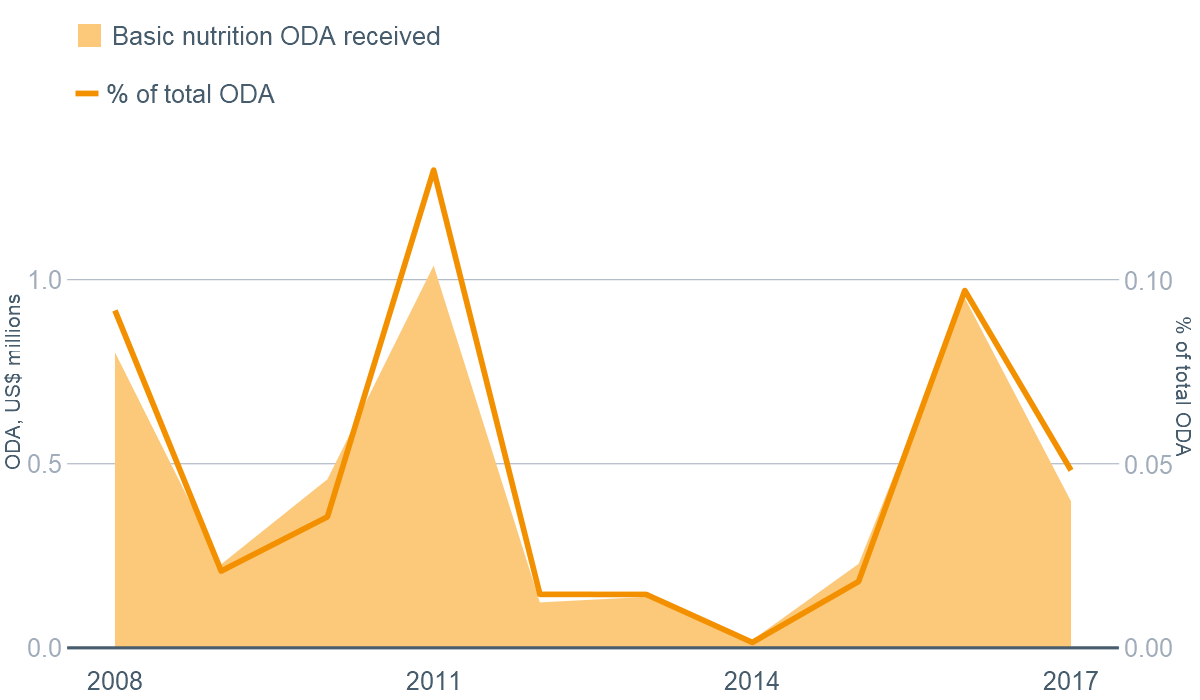 Basic nutrition ODA received
% of total ODA
1.0
0.10
ODA, US$ millions
% of total ODA
0.5
0.05
0.0
0.00
2008
2011
2014
2017